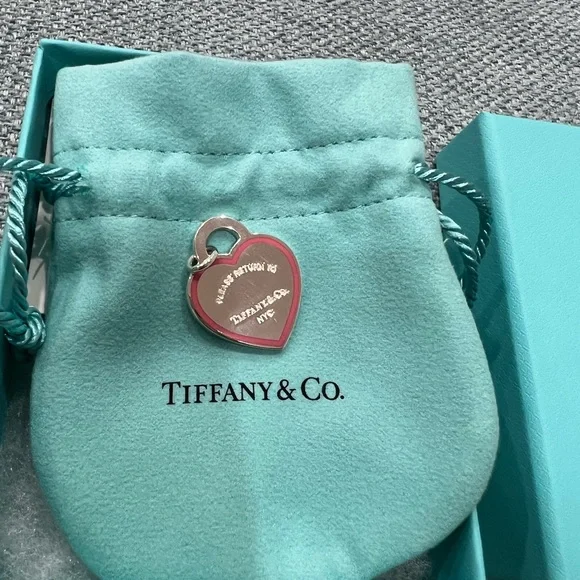 PLEASE RETURN TO
TIFFANY & CO.
NYC
TIFFANY & CO.